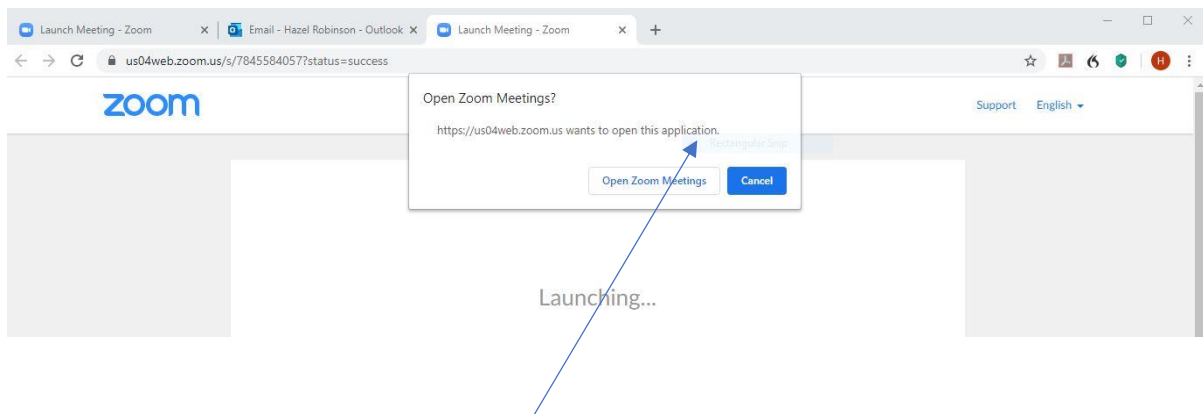 Launch Meeting - Zoom
Email - Hazel Robinson - Outlook
Launch Meeting - Zoom
us04web.zoom.us/s/7845584057?status=success
H
zoom
Support English
Open Zoom Meetings?
https://us04web.zoom.us wants to open this application.
Rectangular Snip
Open Zoom Meetings Cancel
Launching...